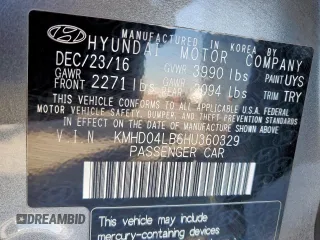 MANUFACTURED IN KOREA BY
HYUNDAI MOTOR COMPANY
DEC/23/16 GVWR 3990 lbs PAINT UYS
GAWR FRONT 2271 lbs GAWR REAR 2094 lbs TRIM TRY
THIS VEHICLE CONFORMS TO ALL APPLICABLE
FEDERAL MOTOR VEHICLE SAFETY, BUMPER, AND
THEFT PREVENTION STANDARDS IN EFFECT ON THE
DATE OF MANUFACTURE SHOWN ABOVE.
V I N KMHD04LB6HU360329
PASSENGER CAR
This vehicle may include
mercury-containing devices
DREAMBID
dreambid.com